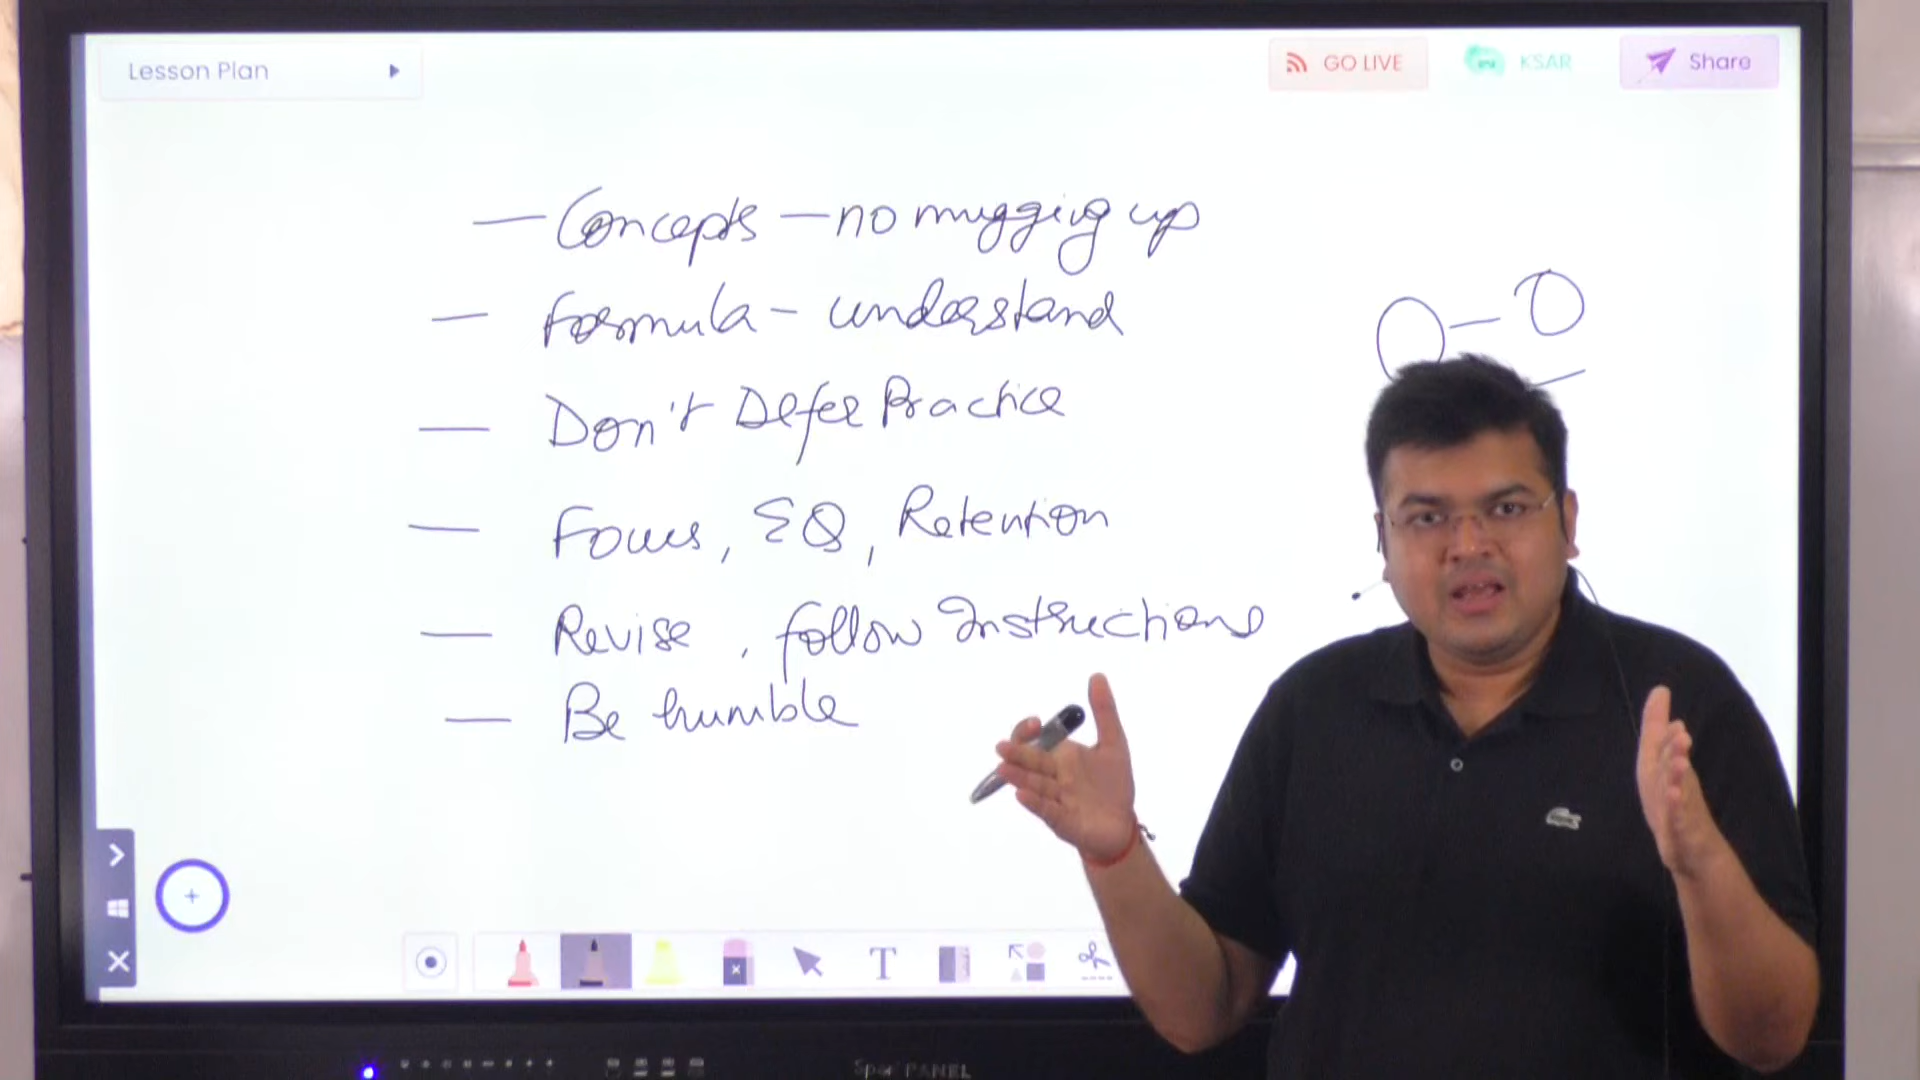 Lesson Plan
GO LIVE
KSAR
Share
— Concepts — no mugging up
— Formula - understand
— Don't Defer Practice
— Focus, EQ, Retention
— Revise, follow Instructions
— Be humble
T
PANEL